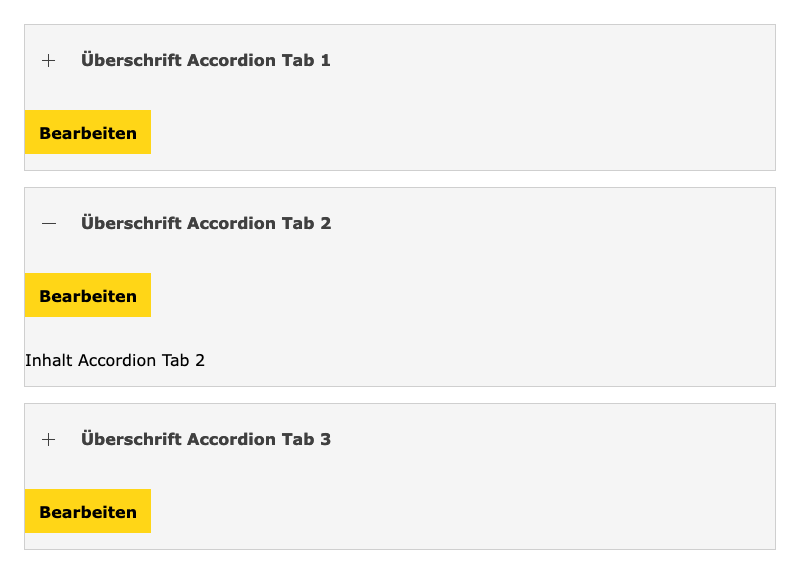 Überschrift Accordion Tab 1
Bearbeiten
Überschrift Accordion Tab 2
Bearbeiten
Inhalt Accordion Tab 2
Überschrift Accordion Tab 3
Bearbeiten